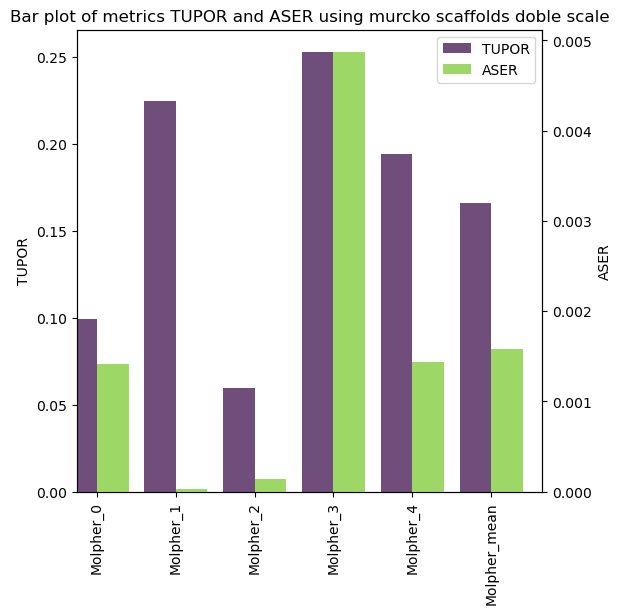 Bar plot of metrics TUPOR and ASER using murcko scaffolds doble scale
TUPOR
ASER
0.25
0.20
0.15
0.10
0.05
0.00
TUPOR
0.005
0.004
0.003
0.002
0.001
0.000
ASER
Molpher_0
Molpher_1
Molpher_2
Molpher_3
Molpher_4
Molpher_mean